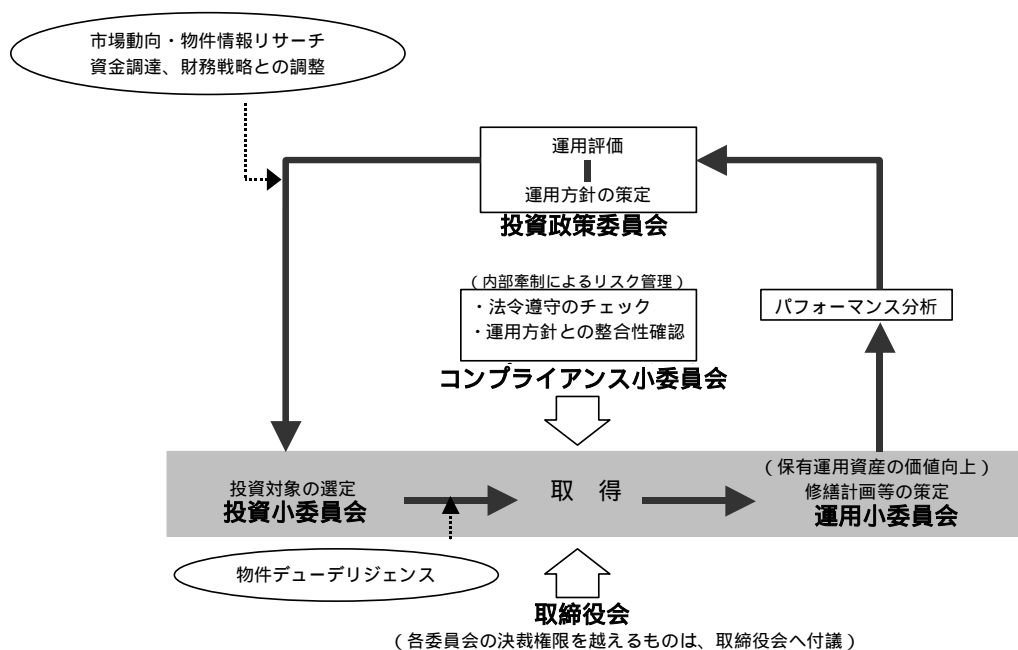 市場動向・物件情報リサーチ
資金調達、財務戦略との調整
運用評価
運用方針の策定
投資政策委員会
（内部牽制によるリスク管理）
・法令遵守のチェック
・運用方針との整合性確認
コンプライアンス小委員会
パフォーマンス分析
投資対象の選定
投資小委員会
取　得
（保有運用資産の価値向上）
修繕計画等の策定
運用小委員会
物件デューデリジェンス
取締役会
（各委員会の決裁権限を越えるものは、取締役会へ付議）